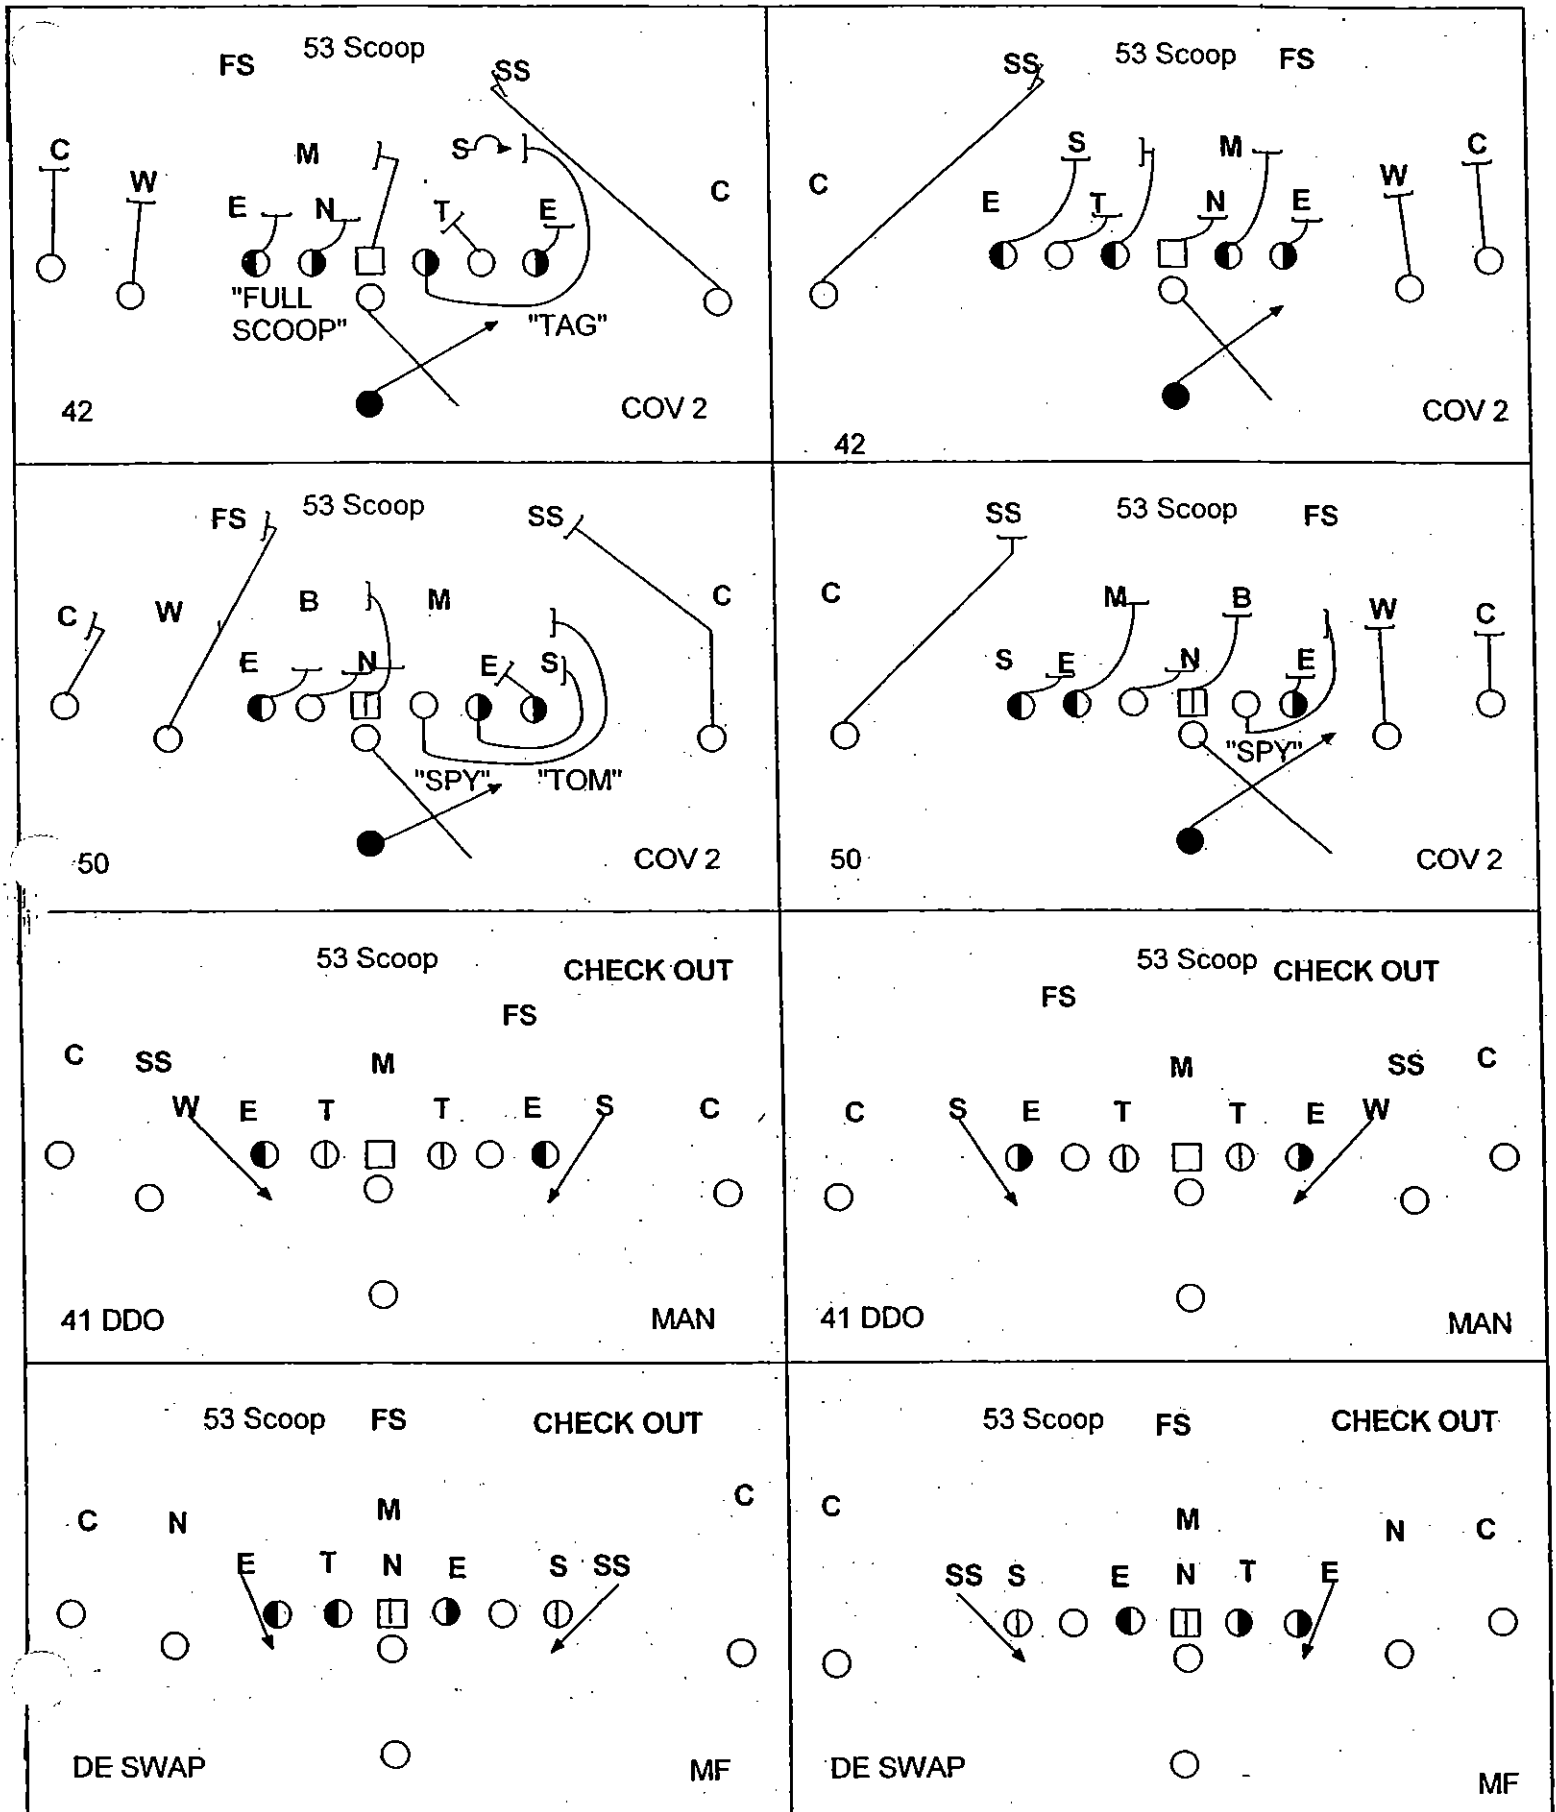 53 Scoop
FS SS
C W M S C
E N T E
"FULL
SCOOP"
"TAG"
42 COV 2
53 Scoop
SS FS
C S M W C
E T N E
42 COV 2
53 Scoop
FS SS
C W B M C
E N E S
"SPY" "TOM"
50 COV 2
53 Scoop
SS FS
C M B W C
S E N E
"SPY"
50 COV 2
53 Scoop CHECK OUT
FS
C SS M
W E T T E S C
41 DDO MAN
53 Scoop CHECK OUT
FS
M SS C
C S E T T E W
41 DDO MAN
53 Scoop FS CHECK OUT
C N M C
E T N E S SS
DE SWAP MF
53 Scoop FS CHECK OUT
C M N C
SS S E N T E
DE SWAP MF